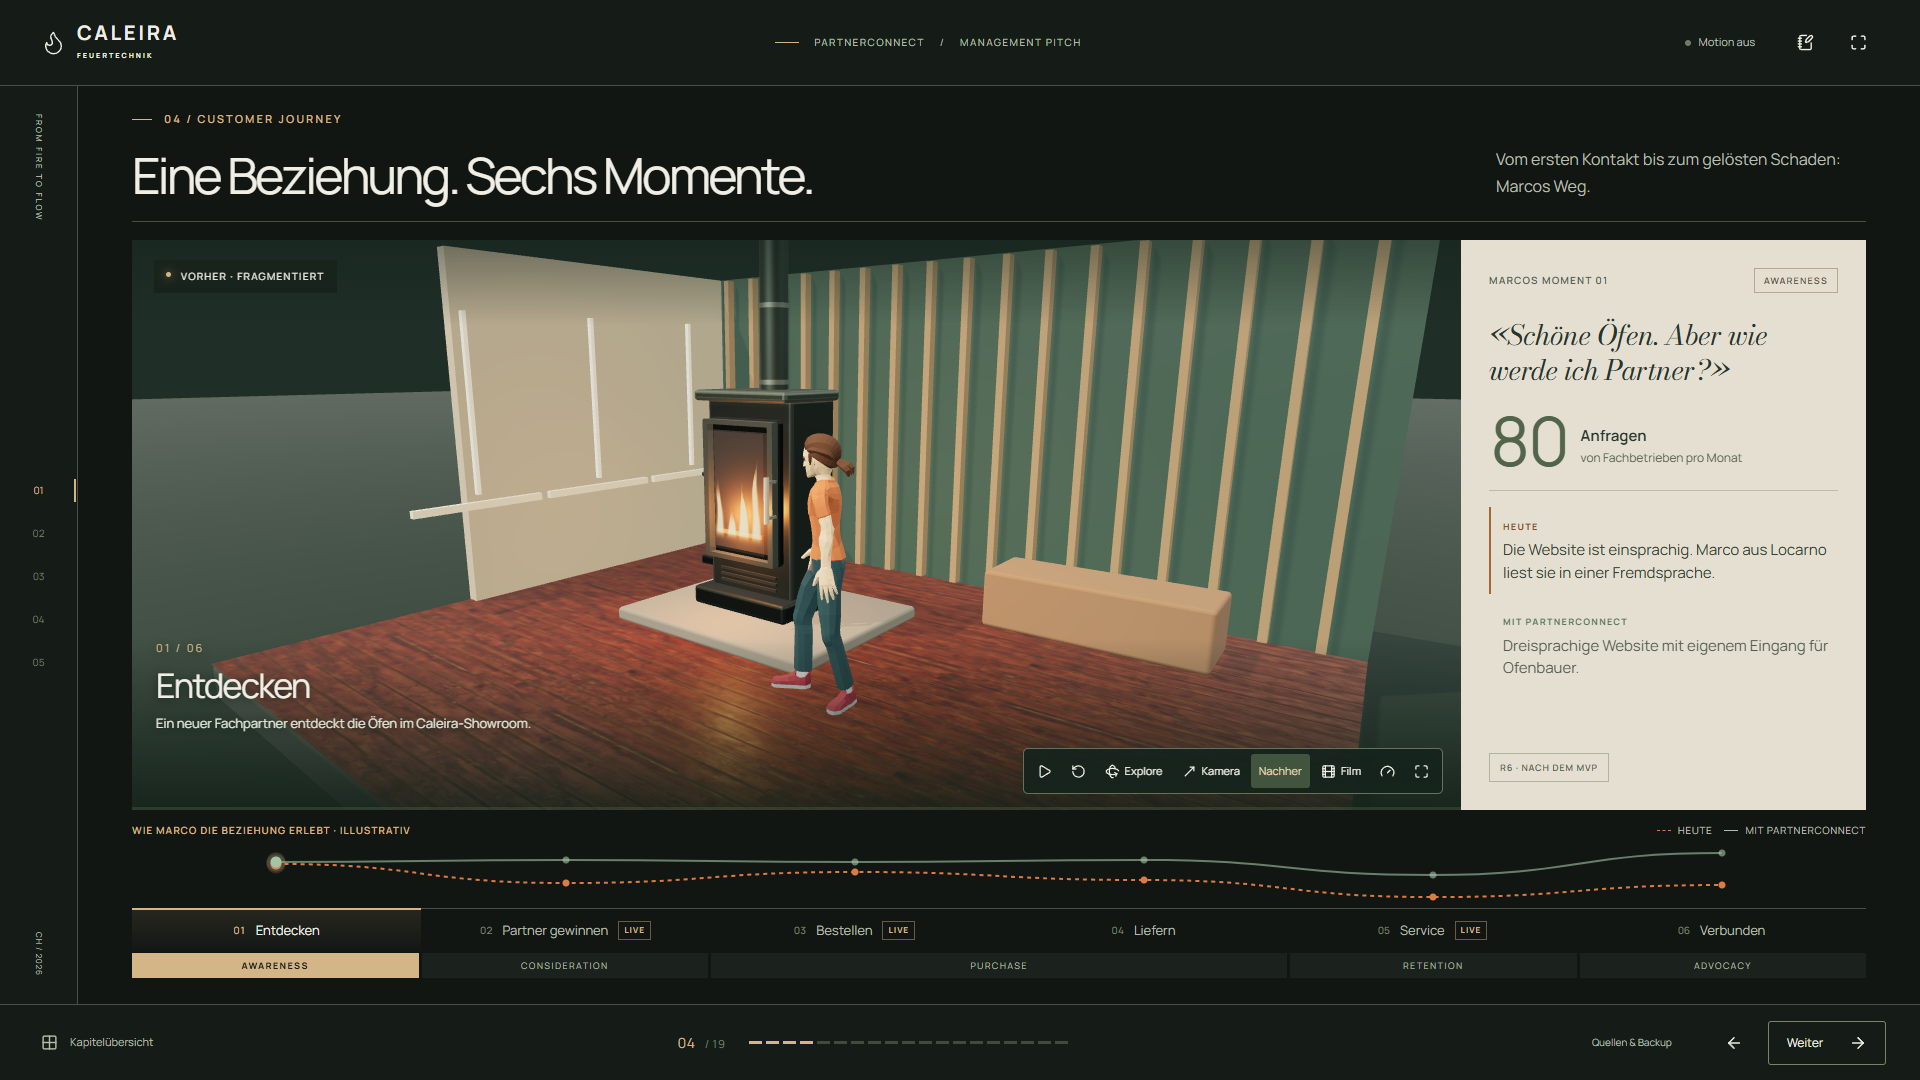 CALEIRA
FEUERTECHNIK
PARTNERCONNECT / MANAGEMENT PITCH
Motion aus
FROM FIRE TO FLOW
01
02
03
04
05
CH / 2026
04 / CUSTOMER JOURNEY
Eine Beziehung. Sechs Momente.
Vom ersten Kontakt bis zum gelösten Schaden:
Marcos Weg.
VORHER · FRAGMENTIERT
01 / 06
Entdecken
Ein neuer Fachpartner entdeckt die Öfen im Caleira-Showroom.
Explore
Kamera
Nachher
Film
MARCOS MOMENT 01
AWARENESS
«Schöne Öfen. Aber wie
werde ich Partner?»
80
Anfragen
von Fachbetrieben pro Monat
HEUTE
Die Website ist einsprachig. Marco aus Locarno
liest sie in einer Fremdsprache.
MIT PARTNERCONNECT
Dreisprachige Website mit eigenem Eingang für
Ofenbauer.
R6 · NACH DEM MVP
WIE MARCO DIE BEZIEHUNG ERLEBT · ILLUSTRATIV
HEUTE
MIT PARTNERCONNECT
01 Entdecken
02 Partner gewinnen LIVE
03 Bestellen LIVE
04 Liefern
05 Service LIVE
06 Verbunden
AWARENESS
CONSIDERATION
PURCHASE
RETENTION
ADVOCACY
Kapitelübersicht
04 / 19
Quellen & Backup
Weiter